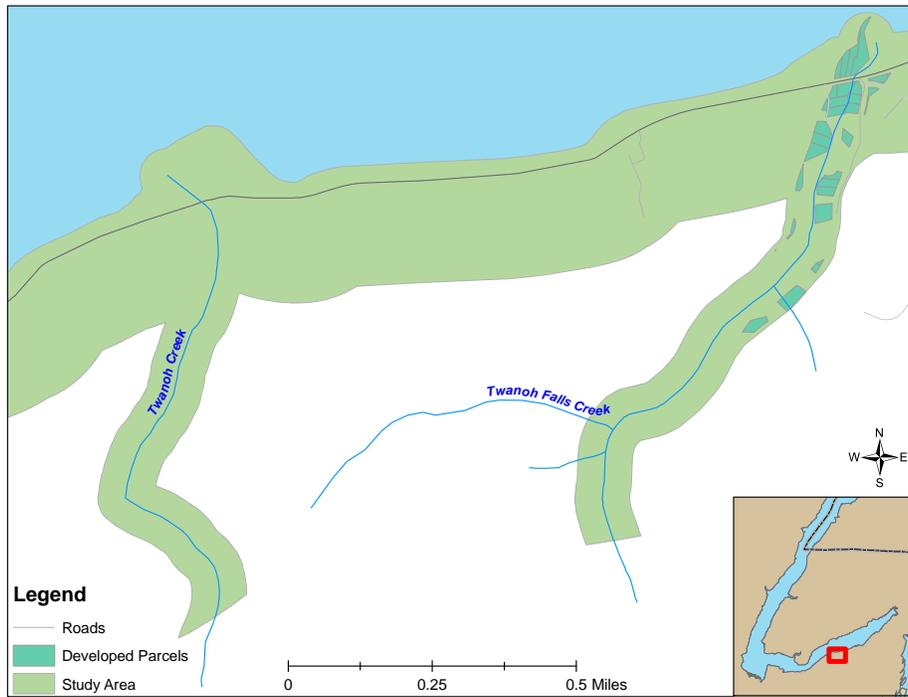 Twanoh Creek
Twanoh Falls Creek
N
W E
S
Legend
Roads
Developed Parcels
Study Area
0 0.25 0.5 Miles